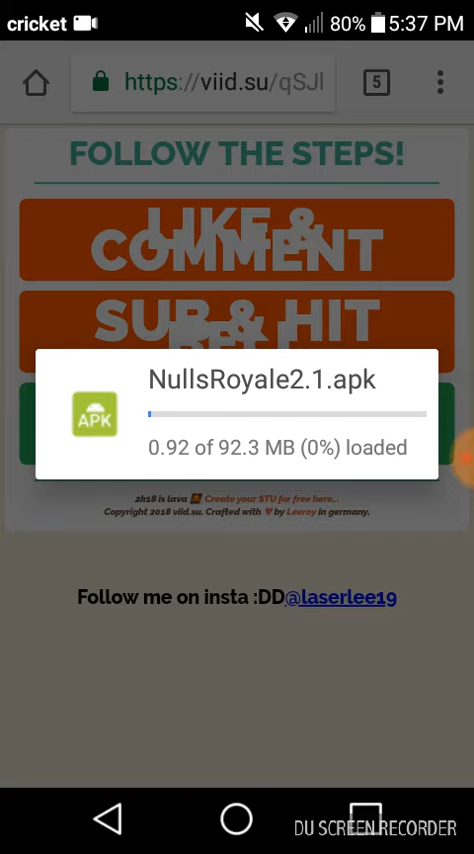 cricket 80% 5:37 PM
https://viid.su/qSJl 5
FOLLOW THE STEPS!
LIKE &
COMMENT
SUB & HIT
BELL
NullsRoyale2.1.apk
APK
0.92 of 92.3 MB (0%) loaded
2h18 is lava Create your STU for free here...
Copyright 2018 viid.su. Crafted with ♥ by Leeroy in germany.
Follow me on insta :DD@laserlee19
DU SCREEN RECORDER